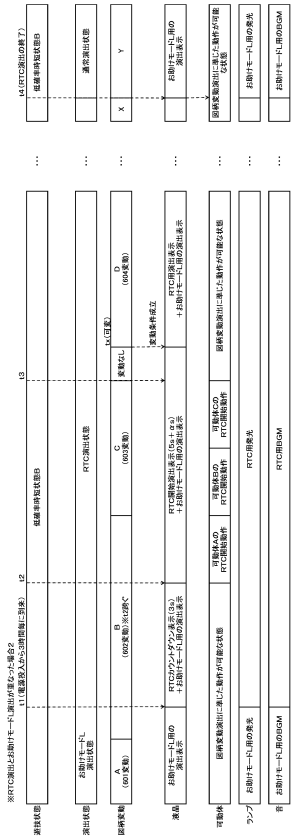 ※RTC演出とお助けモードL演出が重なった場合2
t1(電源投入から3時間毎に到来)
t2
t3
t4(RTC演出の終了)
遊技状態
低確率時短状態B
…
低確率時短状態B
演出状態
お助けモードL
演出状態
RTC演出状態
…
通常演出状態
図柄変動
A
(601変動)
B
(602変動)※t2跨ぐ
C
(603変動)
変動なし
tx(可変)
D
(604変動)
…
X
Y
変動条件成立
液晶
お助けモードL用の
演出表示
RTCカウントダウン表示(3s)
+お助けモードL用の演出表示
RTC開始演出表示(5s+αs)
+お助けモードL用の演出表示
RTC用演出表示
+お助けモードL用の演出表示
…
お助けモードL用の
演出表示
可動体
図柄変動演出に準じた動作が可能な状態
可動体Aの
RTC開始動作
可動体Bの
RTC開始動作
可動体Cの
RTC開始動作
図柄変動演出に準じた動作が可能な状態
…
図柄変動演出に準じた動作が可能
な状態
ランプ
お助けモードL用の発光
RTC用発光
…
お助けモードL用の発光
音
お助けモードL用のBGM
RTC用BGM
…
お助けモードL用のBGM